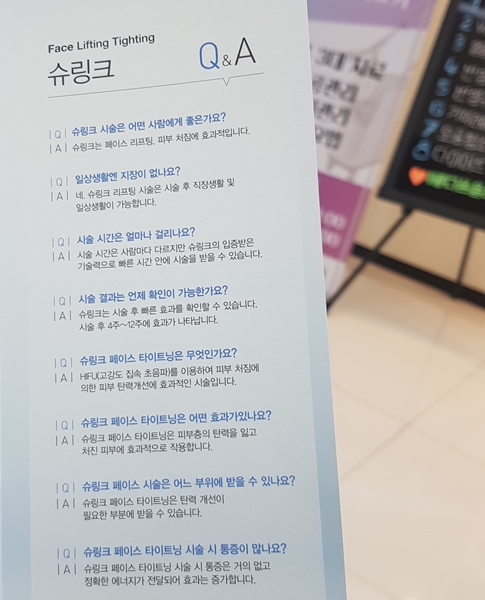 Face Lifting Tighting
슈링크
Q&A
|Q| 슈링크 시술은 어떤 사람에게 좋은가요?
|A| 슈링크는 페이스 리프팅, 피부 처짐에 효과적입니다.
|Q| 일상생활엔 지장이 없나요?
|A| 네, 슈링크 리프팅 시술은 시술 후 직장생활 및
일상생활이 가능합니다.
|Q| 시술 시간은 얼마나 걸리나요?
|A| 시술 시간은 사람마다 다르지만 슈링크의 입증받은
기술력으로 빠른 시간 안에 시술을 받을 수 있습니다.
|Q| 시술 결과는 언제 확인이 가능한가요?
|A| 슈링크는 시술 후 빠른 효과를 확인할 수 있습니다.
시술 후 4주~12주에 효과가 나타납니다.
|Q| 슈링크 페이스 타이트닝은 무엇인가요?
|A| HIFU(고강도 집속 초음파)를 이용하여 피부 처짐에
의한 피부 탄력개선에 효과적인 시술입니다.
|Q| 슈링크 페이스 타이트닝은 어떤 효과가있나요?
|A| 슈링크 페이스 타이트닝은 피부층의 탄력을 잃고
처진 피부에 효과적으로 작용합니다.
|Q| 슈링크 페이스 시술은 어느 부위에 받을 수 있나요?
|A| 슈링크 페이스 타이트닝은 탄력 개선이
필요한 부분에 받을 수 있습니다.
|Q| 슈링크 페이스 타이트닝 시술 시 통증이 많나요?
|A| 슈링크 페이스 타이트닝 시술 시 통증은 거의 없고
정확한 에너지가 전달되어 효과는 증가합니다.